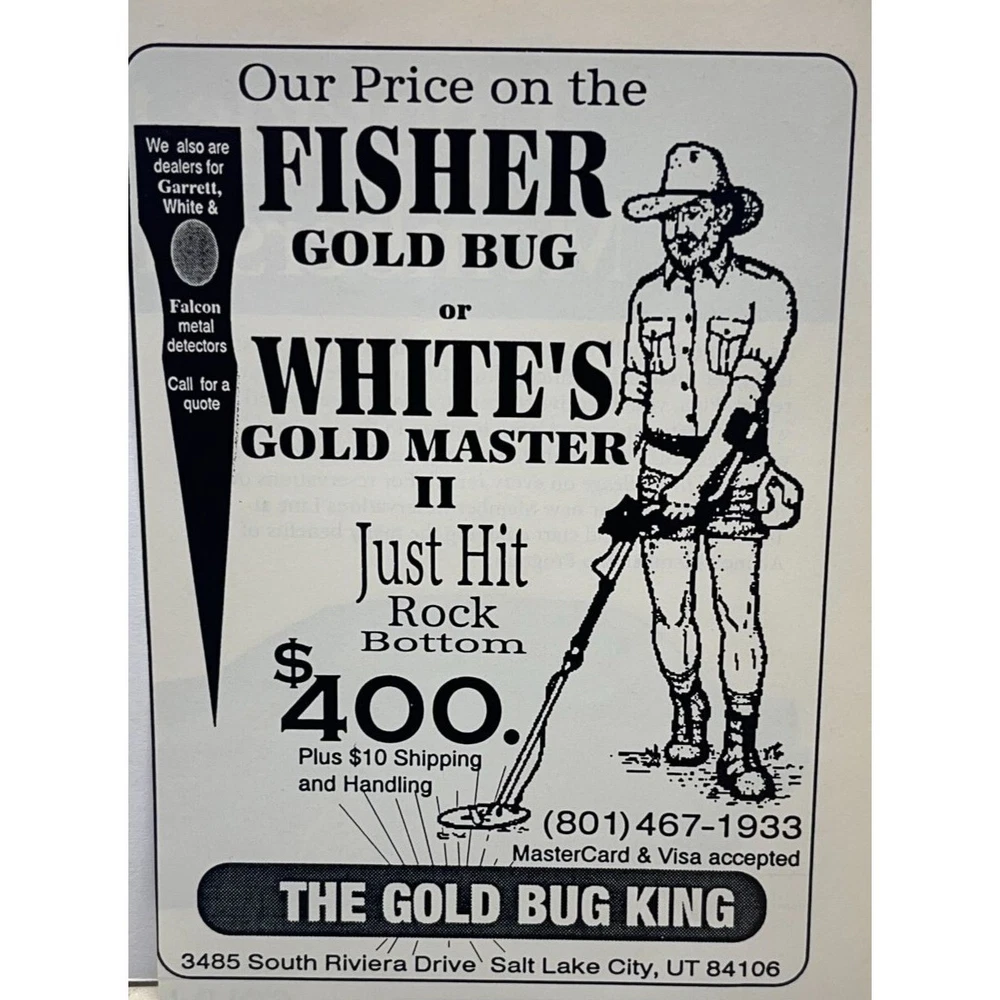 Our Price on the
We also are
dealers for
Garrett,
White &
Falcon
metal
detectors
Call for a
quote
FISHER
GOLD BUG
or
WHITE'S
GOLD MASTER
II
Just Hit
Rock
Bottom
$400.
Plus $10 Shipping
and Handling
(801) 467-1933
MasterCard & Visa accepted
THE GOLD BUG KING
3485 South Riviera Drive Salt Lake City, UT 84106